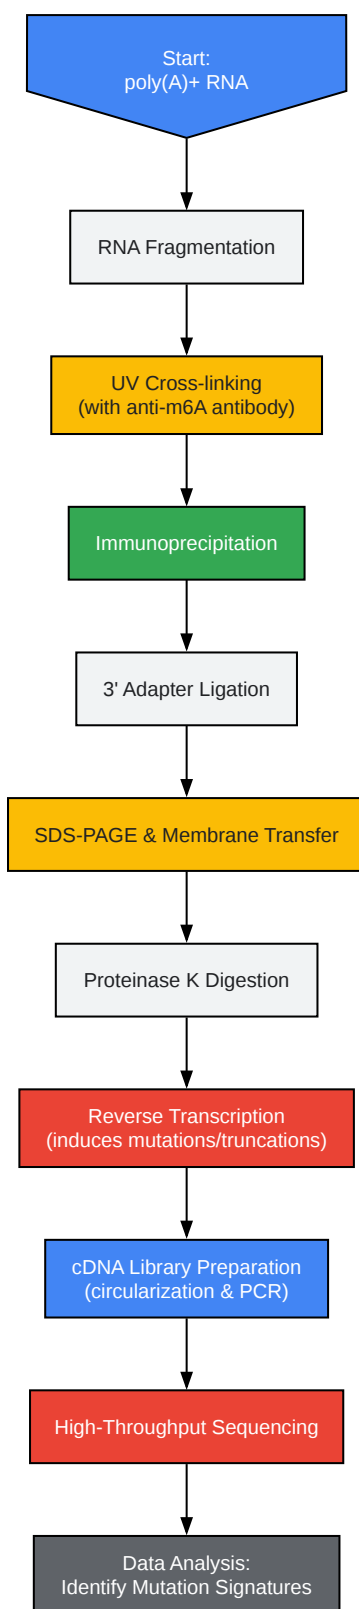 Start:
poly(A)+ RNA
RNA Fragmentation
UV Cross-linking
(with anti-m6A antibody)
Immunoprecipitation
3' Adapter Ligation
SDS-PAGE & Membrane Transfer
Proteinase K Digestion
Reverse Transcription
(induces mutations/truncations)
cDNA Library Preparation
(circularization & PCR)
High-Throughput Sequencing
Data Analysis:
Identify Mutation Signatures